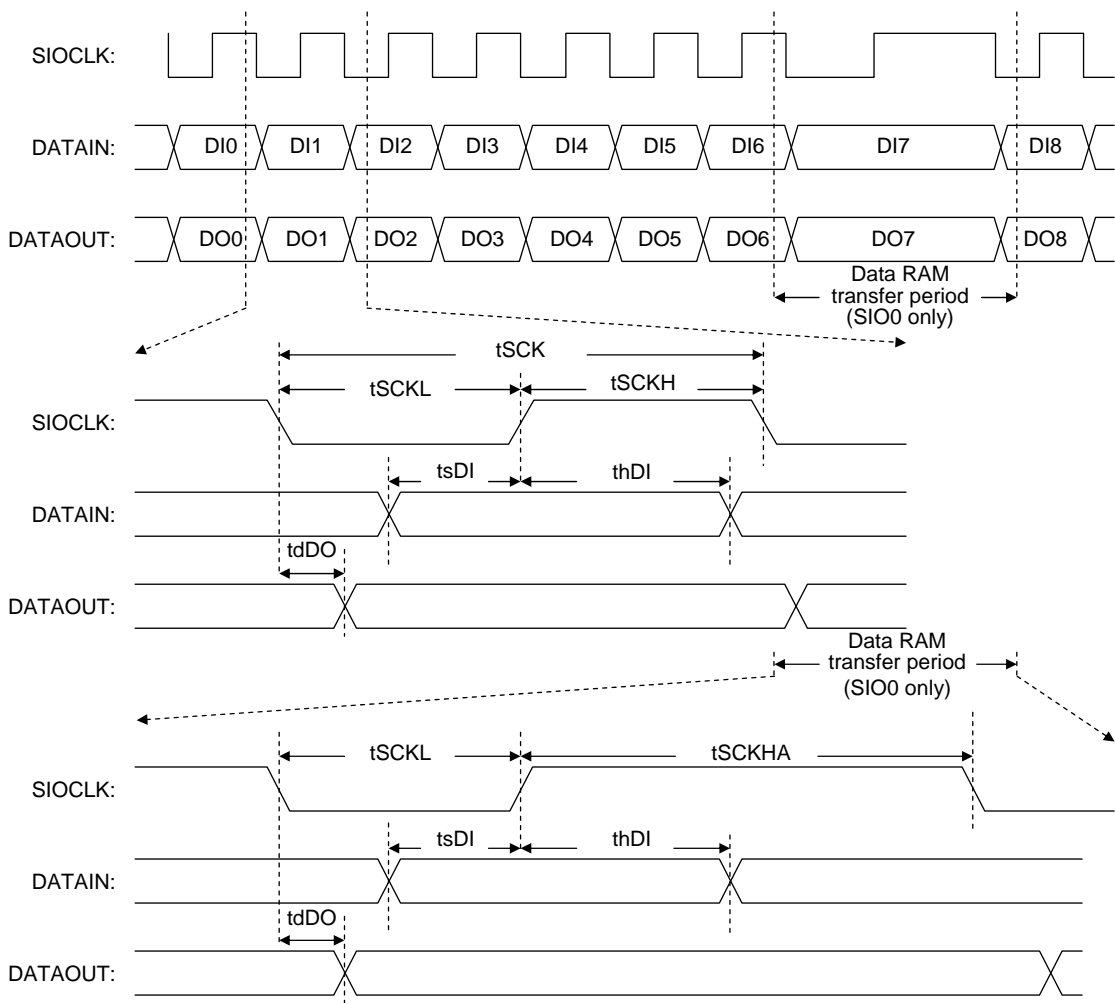 SIOCLK:
DATAIN: DI0 DI1 DI2 DI3 DI4 DI5 DI6 DI7 DI8
DATAOUT: DO0 DO1 DO2 DO3 DO4 DO5 DO6 DO7 DO8
Data RAM
transfer period
(SIO0 only)
tSCK
tSCKL tSCKH
SIOCLK:
tsDI thDI
DATAIN:
tdDO
DATAOUT:
Data RAM
transfer period
(SIO0 only)
tSCKL tSCKHA
SIOCLK:
tsDI thDI
DATAIN:
tdDO
DATAOUT: